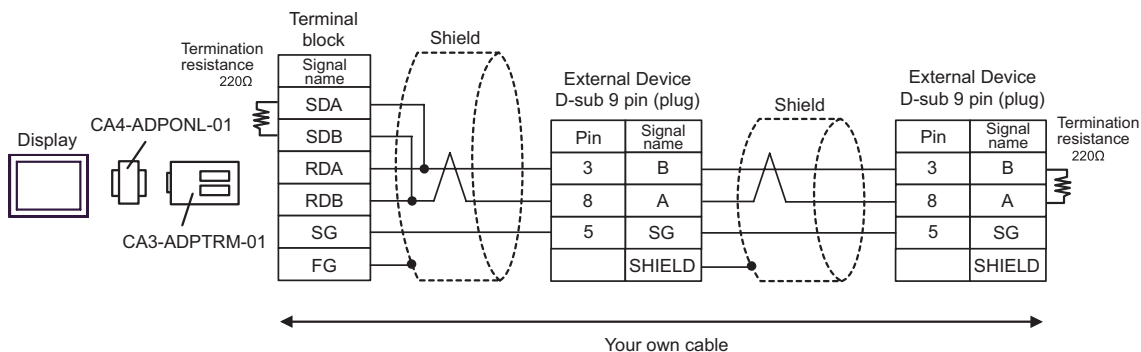 Display
CA4-ADPONL-01
CA3-ADPTRM-01
Termination
resistance
220Ω
Terminal
block
Signal
name
SDA
SDB
RDA
RDB
SG
FG
Shield
External Device
D-sub 9 pin (plug)
Pin
Signal
name
3
B
8
A
5
SG
SHIELD
Shield
External Device
D-sub 9 pin (plug)
Pin
Signal
name
3
B
8
A
5
SG
SHIELD
Termination
resistance
220Ω
Your own cable